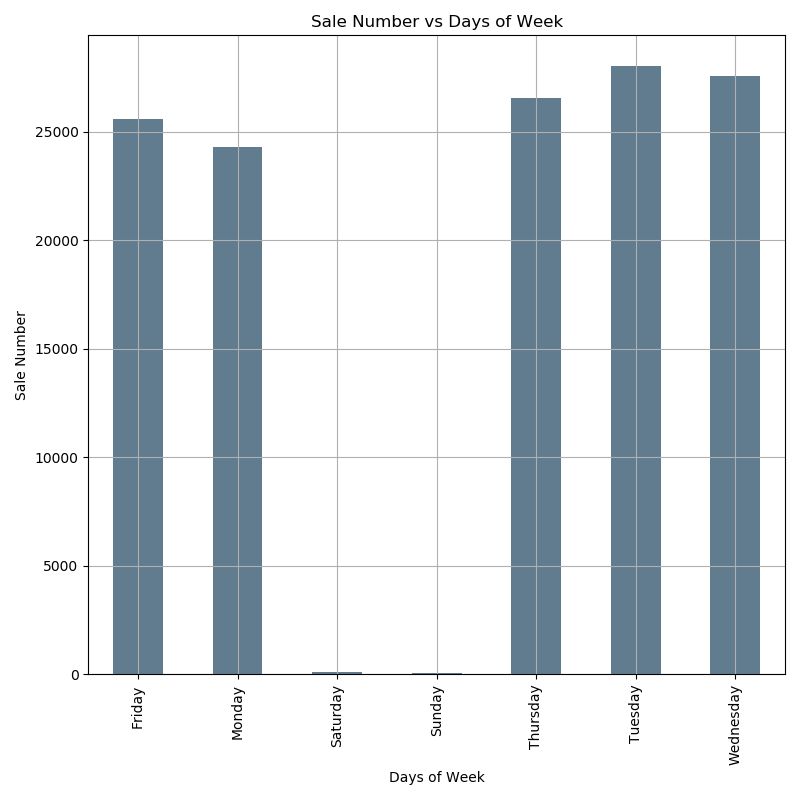 Sale Number vs Days of Week
Sale Number
25000
20000
15000
10000
5000
0
Friday
Monday
Saturday
Sunday
Thursday
Tuesday
Wednesday
Days of Week